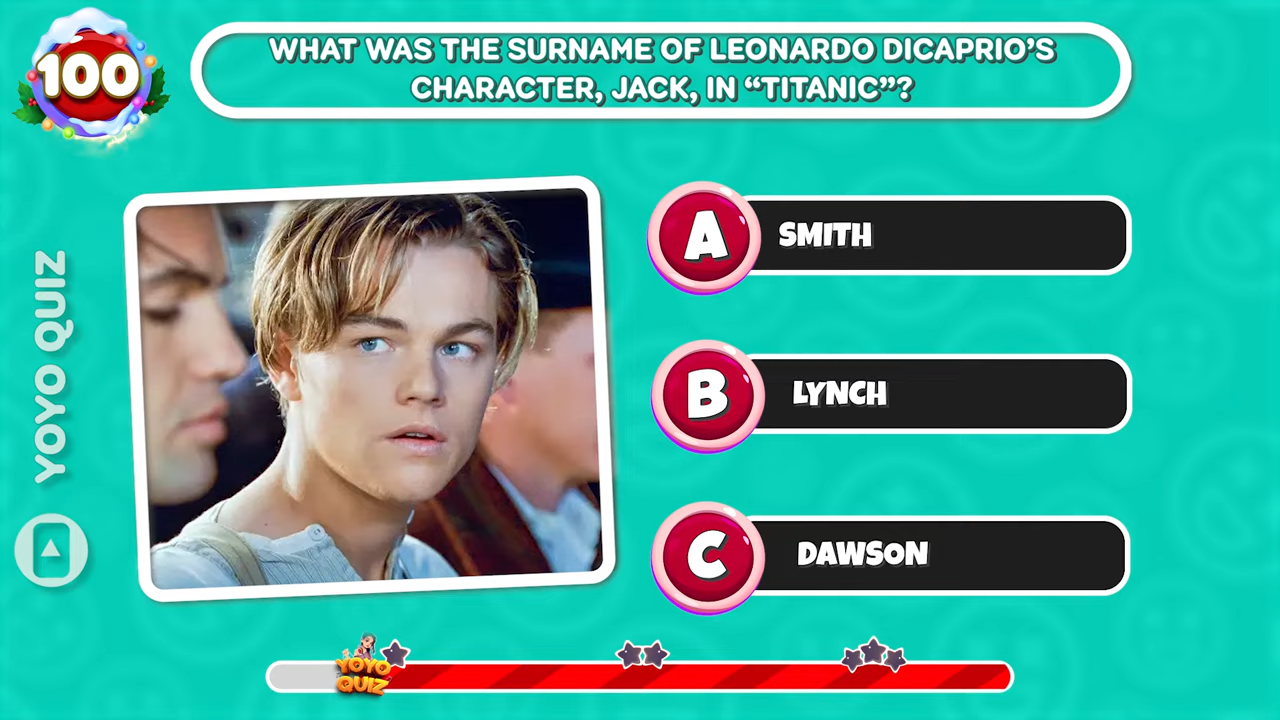 100
WHAT WAS THE SURNAME OF LEONARDO DICAPRIO'S
CHARACTER, JACK, IN “TITANIC”?
YOYO QUIZ
A SMITH
B LYNCH
C DAWSON
YOYO
QUIZ